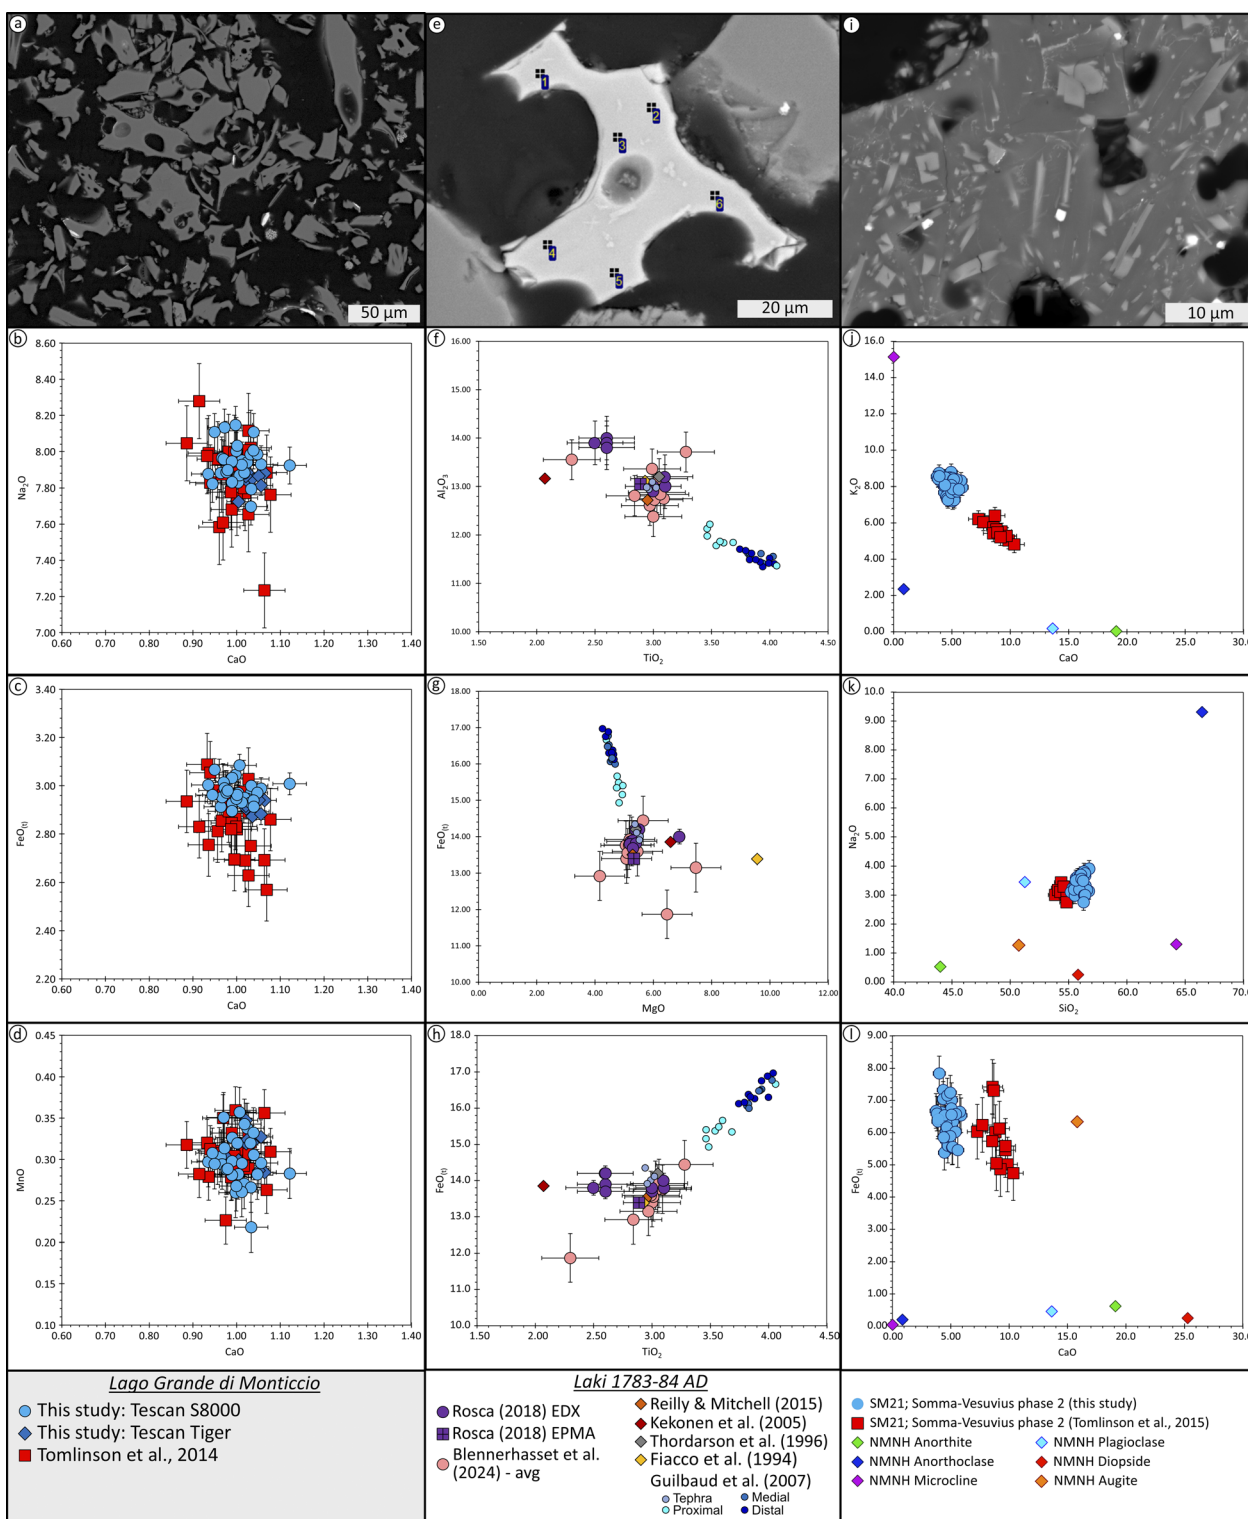 a
50 µm
e
1
2
3
4
5
6
20 µm
i
10 µm
b
8.60
8.40
8.20
8.00
7.80
7.60
7.40
7.20
7.00
Na₂O
0.60 0.70 0.80 0.90 1.00 1.10 1.20 1.30 1.40
CaO
f
16.00
15.00
14.00
13.00
12.00
11.00
10.00
Al₂O₃
1.50 2.00 2.50 3.00 3.50 4.00 4.50
TiO₂
j
16.0
14.0
12.0
10.0
8.00
6.00
4.00
2.00
0.00
K₂O
0.00 5.00 10.0 15.0 20.0 25.0 30.0
CaO
c
3.40
3.20
3.00
2.80
2.60
2.40
2.20
FeO(t)
0.60 0.70 0.80 0.90 1.00 1.10 1.20 1.30 1.40
CaO
g
18.00
17.00
16.00
15.00
14.00
13.00
12.00
11.00
10.00
FeO(t)
0.00 2.00 4.00 6.00 8.00 10.00 12.00
MgO
k
10.0
9.0
8.0
7.0
6.0
5.0
4.0
3.0
2.0
1.0
0.00
Na₂O
40.0 45.0 50.0 55.0 60.0 65.0 70.0
SiO₂
d
0.45
0.40
0.35
0.30
0.25
0.20
0.15
0.10
MnO
0.60 0.70 0.80 0.90 1.00 1.10 1.20 1.30 1.40
CaO
h
18.0
17.0
16.0
15.0
14.0
13.0
12.0
11.0
10.0
FeO(t)
1.50 2.00 2.50 3.00 3.50 4.00 4.50
TiO₂
l
9.00
8.00
7.00
6.00
5.00
4.00
3.00
2.00
1.00
0.00
FeO(t)
0.00 5.00 10.0 15.0 20.0 25.0 30.0
CaO
Lago Grande di Monticcio
This study: Tescan S8000
This study: Tescan Tiger
Tomlinson et al., 2014
Laki 1783-84 AD
Rosca (2018) EDX
Rosca (2018) EPMA
Blennerhasset et al.
(2024) - avg
Reilly & Mitchell (2015)
Kekonen et al. (2005)
Thordarson et al. (1996)
Fiacco et al. (1994)
Guilbaud et al. (2007)
Tephra Medial
Proximal Distal
SM21; Somma-Vesuvius phase 2 (this study)
SM21; Somma-Vesuvius phase 2 (Tomlinson et al., 2015)
NMNH Anorthite NMNH Plagioclase
NMNH Anorthoclase NMNH Diopside
NMNH Microcline NMNH Augite